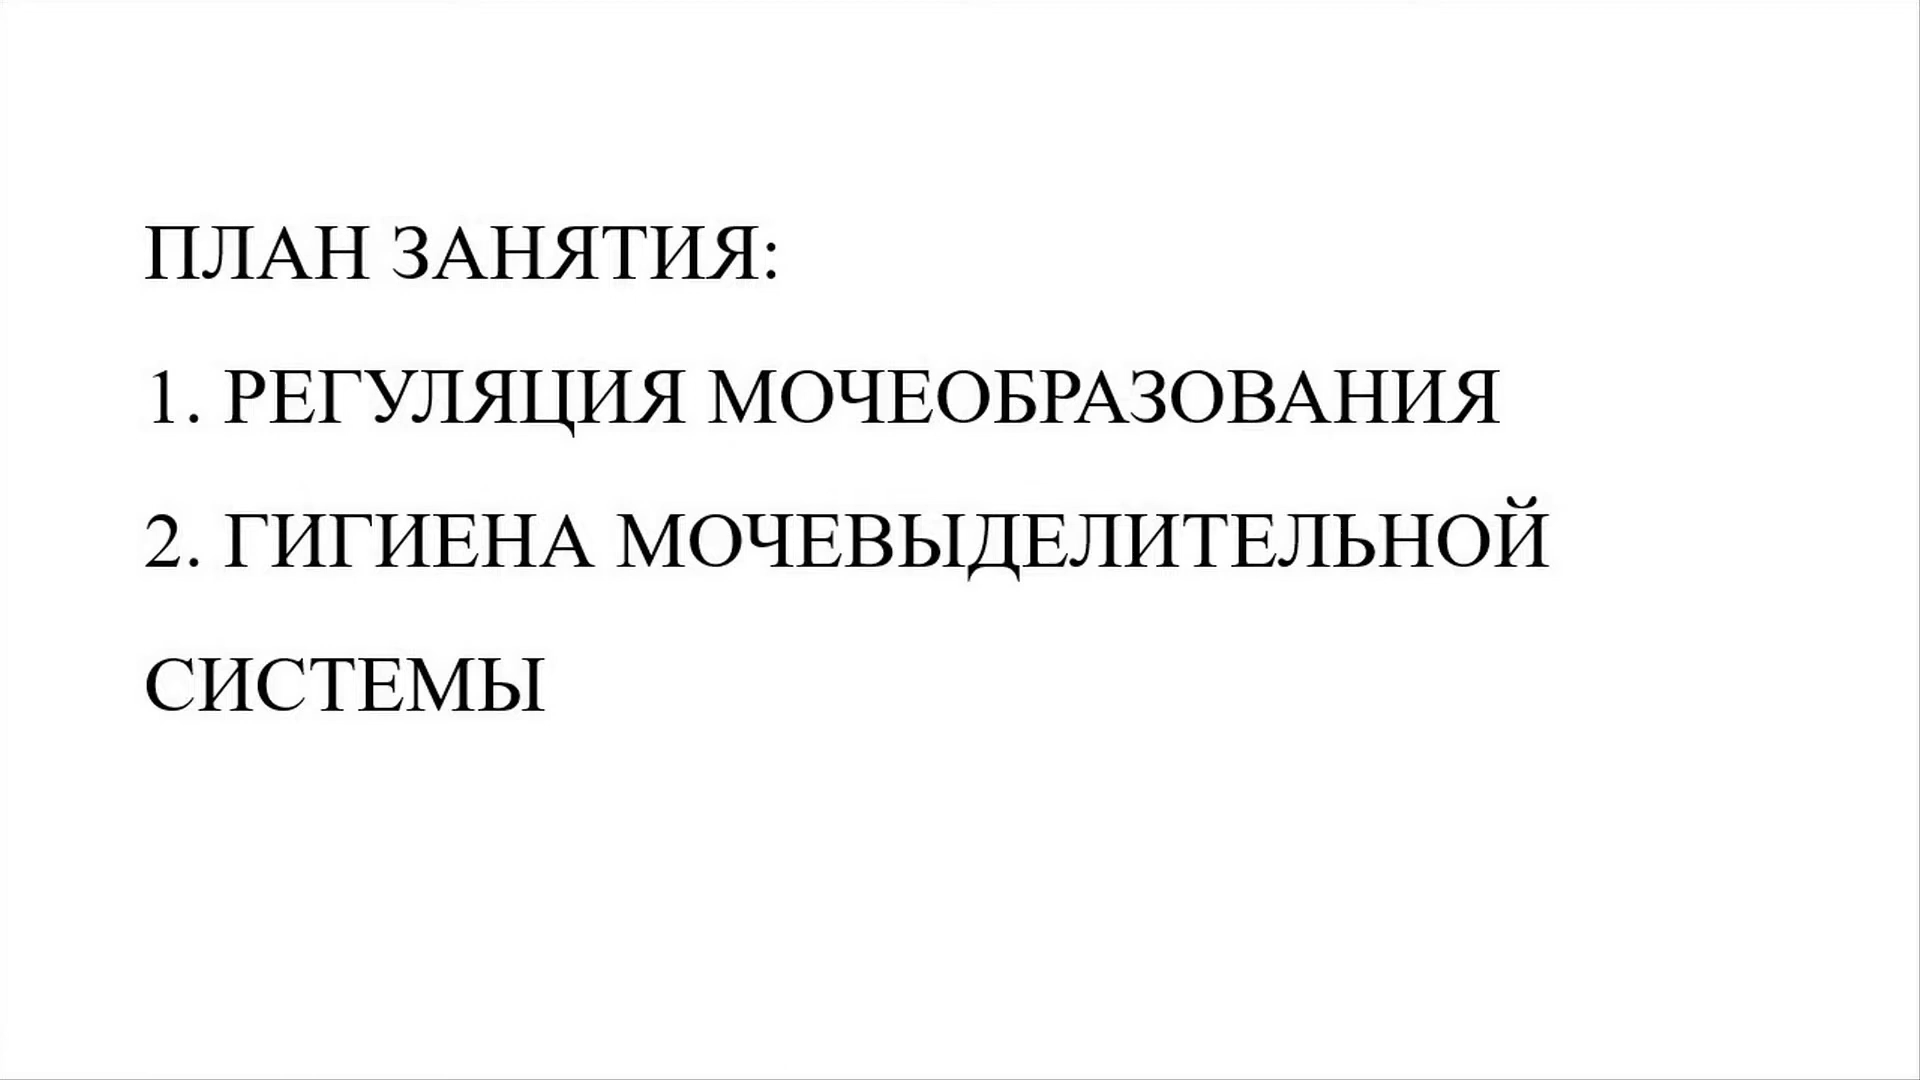 ПЛАН ЗАНЯТИЯ:
1. РЕГУЛЯЦИЯ МОЧЕОБРАЗОВАНИЯ
2. ГИГИЕНА МОЧЕВЫДЕЛИТЕЛЬНОЙ
СИСТЕМЫ